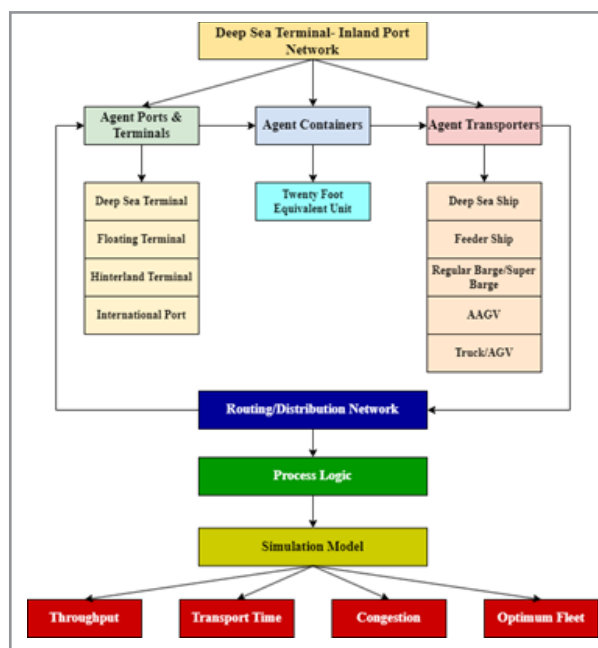 Deep Sea Terminal- Inland Port
Network
Agent Ports &
Terminals
Agent Containers
Agent Transporters
Deep Sea Terminal
Floating Terminal
Hinterland Terminal
International Port
Twenty Foot
Equivalent Unit
Deep Sea Ship
Feeder Ship
Regular Barge/Super
Barge
AAGV
Truck/AGV
Routing/Distribution Network
Process Logic
Simulation Model
Throughput
Transport Time
Congestion
Optimum Fleet